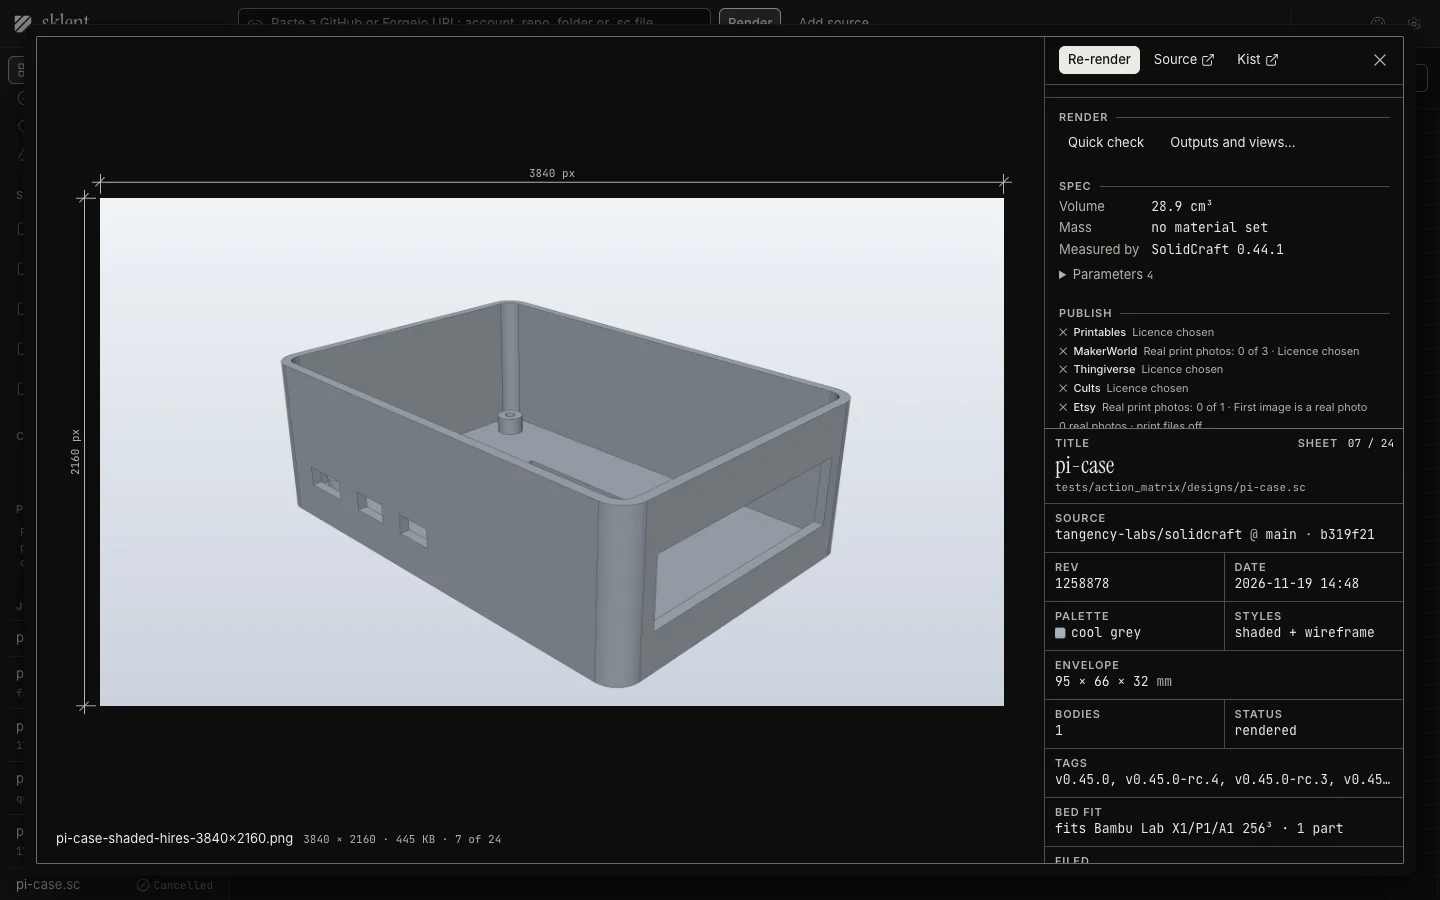 sklent
Paste a GitHub or Forgejo URL: account, repo, folder or .sc file
Render
Add source
Re-render
Source
Kist
RENDER
Quick check
Outputs and views...
SPEC
Volume 28.9 cm³
Mass no material set
Measured by SolidCraft 0.44.1
Parameters 4
PUBLISH
Printables Licence chosen
MakerWorld Real print photos: 0 of 3 · Licence chosen
Thingiverse Licence chosen
Cults Licence chosen
Etsy Real print photos: 0 of 1 · First image is a real photo
0 real photos · print files off
3840 px
2160 px
TITLE
SHEET 07 / 24
pi-case
tests/action_matrix/designs/pi-case.sc
SOURCE
tangency-labs/solidcraft @ main · b319f21
REV
1258878
DATE
2026-11-19 14:48
PALETTE
cool grey
STYLES
shaded + wireframe
ENVELOPE
95 × 66 × 32 mm
BODIES
1
STATUS
rendered
TAGS
v0.45.0, v0.45.0-rc.4, v0.45.0-rc.3, v0.45…
BED FIT
fits Bambu Lab X1/P1/A1 256³ · 1 part
FILED
pi-case-shaded-hires-3840×2160.png 3840 × 2160 · 445 KB · 7 of 24
pi-case.sc
Cancelled